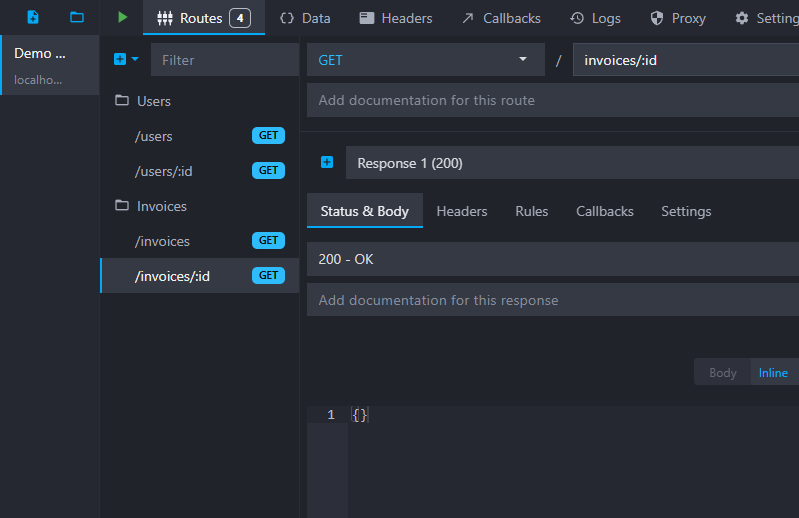 Routes 4 Data Headers Callbacks Logs Proxy Setting
Demo ...
localho...
Filter
Users
/users GET
/users/:id GET
Invoices
/invoices GET
/invoices/:id GET
GET / invoices/:id
Add documentation for this route
Response 1 (200)
Status & Body Headers Rules Callbacks Settings
200 - OK
Add documentation for this response
Body Inline
1 {}